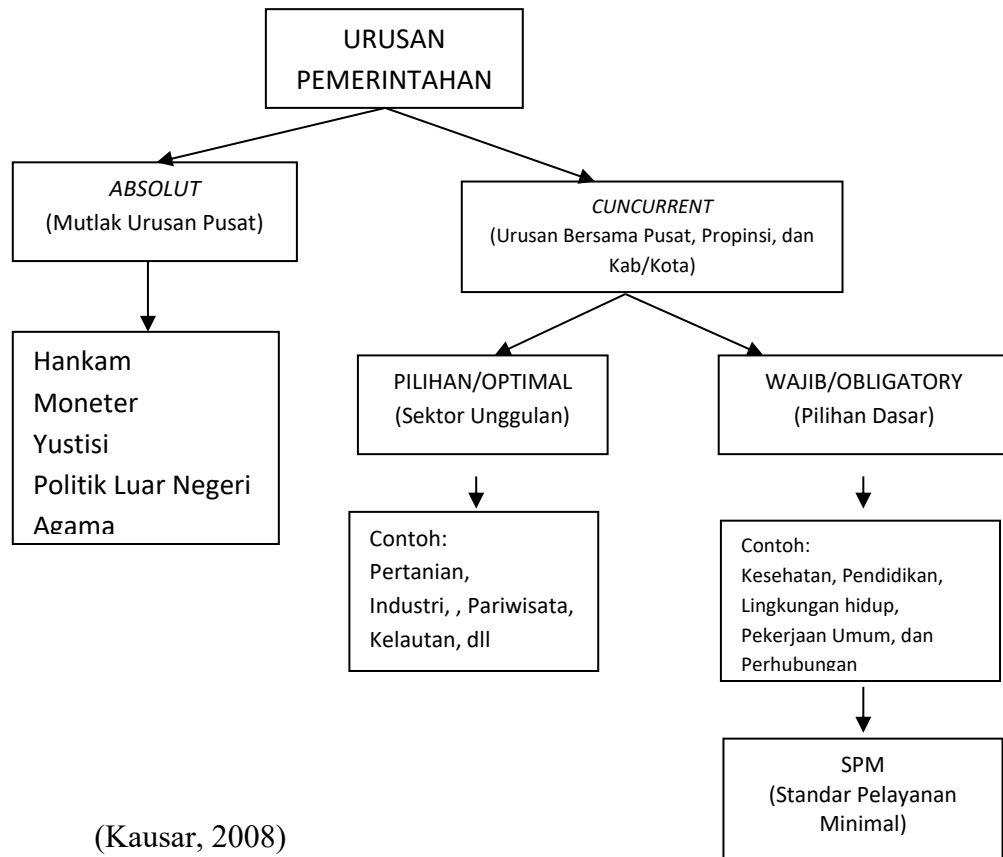 URUSAN
PEMERINTAHAN
ABSOLUT
(Mutlak Urusan Pusat)
CUNCURRENT
(Urusan Bersama Pusat, Propinsi, dan
Kab/Kota)
Hankam
Moneter
Yustisi
Politik Luar Negeri
Agama
PILIHAN/OPTIMAL
(Sektor Unggulan)
WAJIB/OBLIGATORY
(Pilihan Dasar)
Contoh:
Pertanian,
Industri, , Pariwisata,
Kelautan, dll
Contoh:
Kesehatan, Pendidikan,
Lingkungan hidup,
Pekerjaan Umum, dan
Perhubungan
SPM
(Standar Pelayanan
Minimal)
(Kausar, 2008)